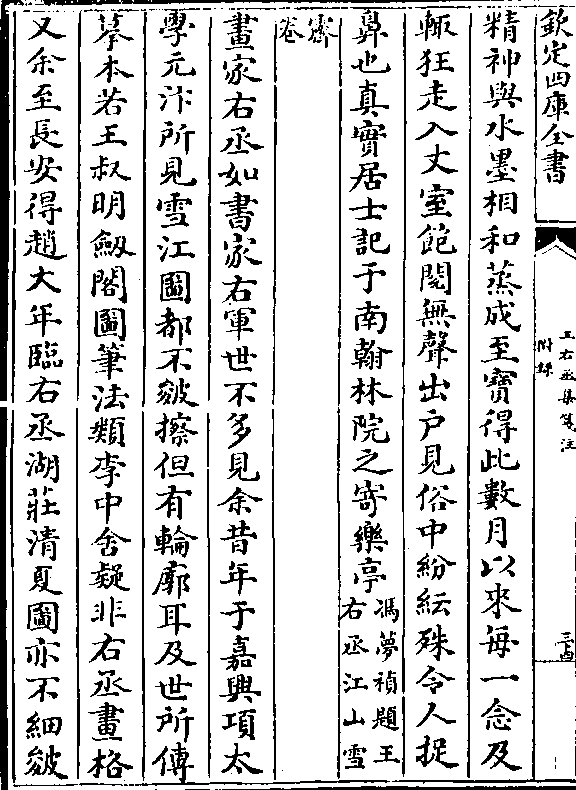 欽定四庫全書
王右丞集箋注
附錄
三古
精神與水墨相和蒸成至寳得此數月以來每一念及
輙狂走入丈室飽閱無聲出户見俗中紛紜殊令人捉
鼻也真實居士記于南翰林院之寄樂亭馮夢禎題王右丞江山雪
霽卷
畫家右丞如書家右軍世不多見余昔年于嘉興項太
學元汴所見雪江圖都不皴擦但有輪廓耳及世所傳
摹本若王叔明劔閣圖筆法類李中舍疑非右丞畫格
又余至長安得趙大年臨右丞湖莊清夏圖亦不細皴